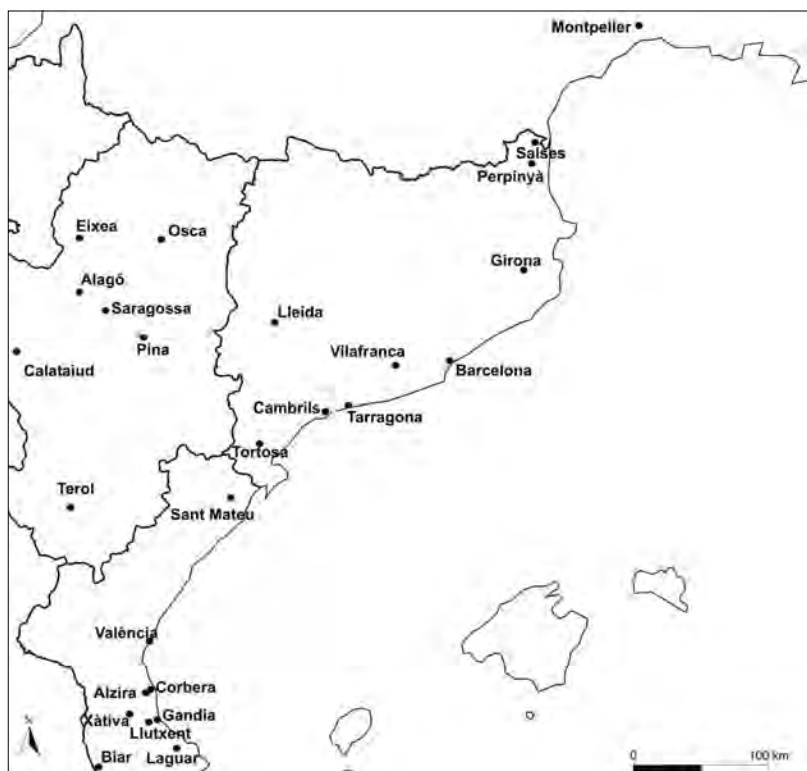 Montpeller
Salses
Perpinyà
Eixea
Osca
Girona
Alagó
Saragossa
Lleida
Pina
Vilafranca
Barcelona
Calataiud
Cambrils
Tarragona
Tortosa
Terol
Sant Mateu
València
Alzira
Corbera
Xàtiva
Gandia
Llutxent
Biar
Laguar
0
100 km